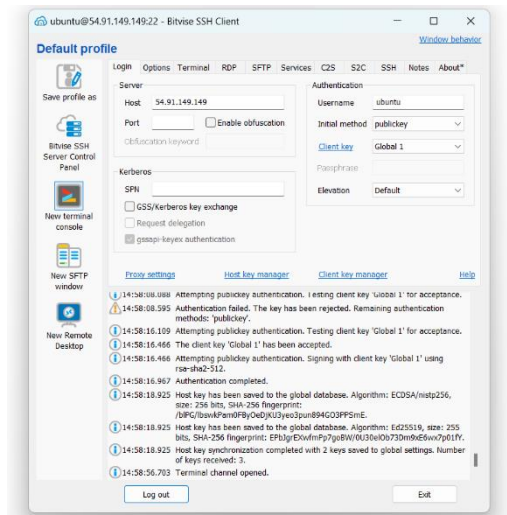 ubuntu@54.91.149.149:22 - Bitvise SSH Client
Default profile
Window behavior
Save profile as
Bitvise SSH
Server Control
Panel
New terminal
console
New SFTP
window
New Remote
Desktop
Login Options Terminal RDP SFTP Services C2S S2C SSH Notes About*
Server
Host 54.91.149.149
Port Enable obfuscation
Obfuscation keyword
Kerberos
SPN
GSS/Kerberos key exchange
Request delegation
gssapi-keyex authentication
Authentication
Username ubuntu
Initial method publickey
Client key Global 1
Passphrase
Elevation Default
Proxy settings Host key manager Client key manager Help
14:58:08.088 Attempting publickey authentication. Testing client key 'Global 1' for acceptance.
14:58:08.595 Authentication failed. The key has been rejected. Remaining authentication
methods: 'publickey'.
14:58:16.109 Attempting publickey authentication. Testing client key 'Global 1' for acceptance.
14:58:16.466 The client key 'Global 1' has been accepted.
14:58:16.466 Attempting publickey authentication. Signing with client key 'Global 1' using
rsa-sha2-512.
14:58:16.967 Authentication completed.
14:58:18.925 Host key has been saved to the global database. Algorithm: ECDSA/nistp256,
size: 256 bits, SHA-256 fingerprint:
14:58:18.925 Host key has been saved to the global database. Algorithm: Ed25519, size: 255
bits, SHA-256 fingerprint:
14:58:18.925 Host key synchronization completed with 2 keys saved to global settings. Number
of keys received: 3.
14:58:56.703 Terminal channel opened.
Log out Exit